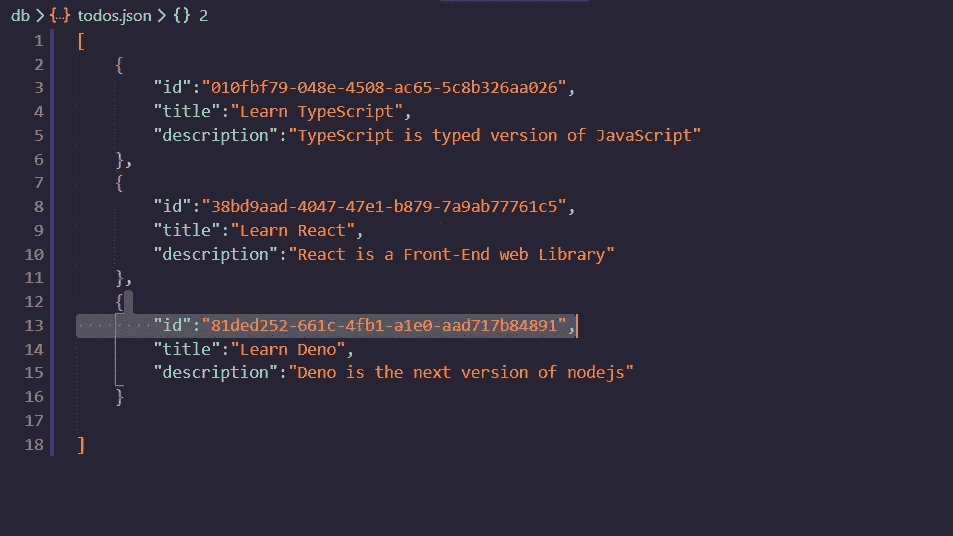 db > {..} todos.json > {} 2
1 [
2 {
3 "id":"010fbf79-048e-4508-ac65-5c8b326aa026",
4 "title":"Learn TypeScript",
5 "description":"TypeScript is typed version of JavaScript"
6 },
7 {
8 "id":"38bd9aad-4047-47e1-b879-7a9ab77761c5",
9 "title":"Learn React",
10 "description":"React is a Front-End web Library"
11 },
12 {
13 "id":"81ded252-661c-4fb1-a1e0-aad717b84891",
14 "title":"Learn Deno",
15 "description":"Deno is the next version of nodejs"
16 }
17
18 ]